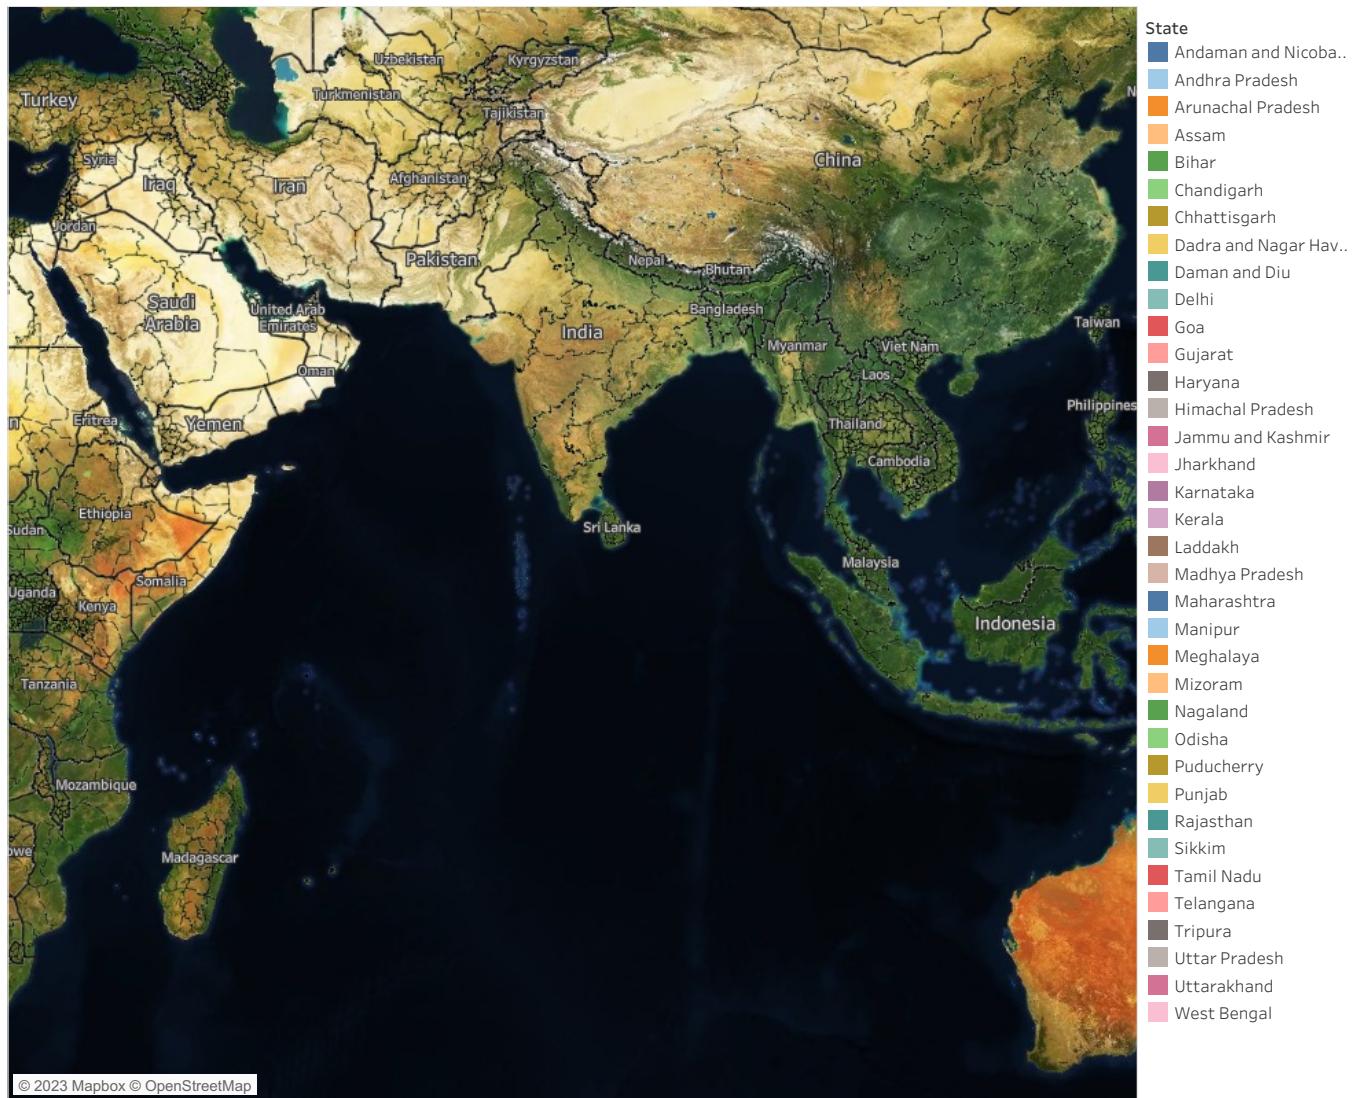 Uzbekistan
Kyrgyzstan
Turkey
Turkmenistan
Tajikistan
N
Syria
Iraq
Iran
Afghanistan
China
Jordan
Pakistan
Nepal
Bhutan
Saudi
Arabia
United Arab
Emirates
Bangladesh
India
Taiwan
Myanmar
Viet Nam
Oman
Laos
Philippines
Eritrea
Yemen
Thailand
n
Cambodia
Ethiopia
Sudan
Sri Lanka
Malaysia
Somalia
Uganda
Kenya
Indonesia
Tanzania
Mozambique
owe
Madagascar
© 2023 Mapbox © OpenStreetMap
State
Andaman and Nicoba..
Andhra Pradesh
Arunachal Pradesh
Assam
Bihar
Chandigarh
Chhattisgarh
Dadra and Nagar Hav..
Daman and Diu
Delhi
Goa
Gujarat
Haryana
Himachal Pradesh
Jammu and Kashmir
Jharkhand
Karnataka
Kerala
Laddakh
Madhya Pradesh
Maharashtra
Manipur
Meghalaya
Mizoram
Nagaland
Odisha
Puducherry
Punjab
Rajasthan
Sikkim
Tamil Nadu
Telangana
Tripura
Uttar Pradesh
Uttarakhand
West Bengal